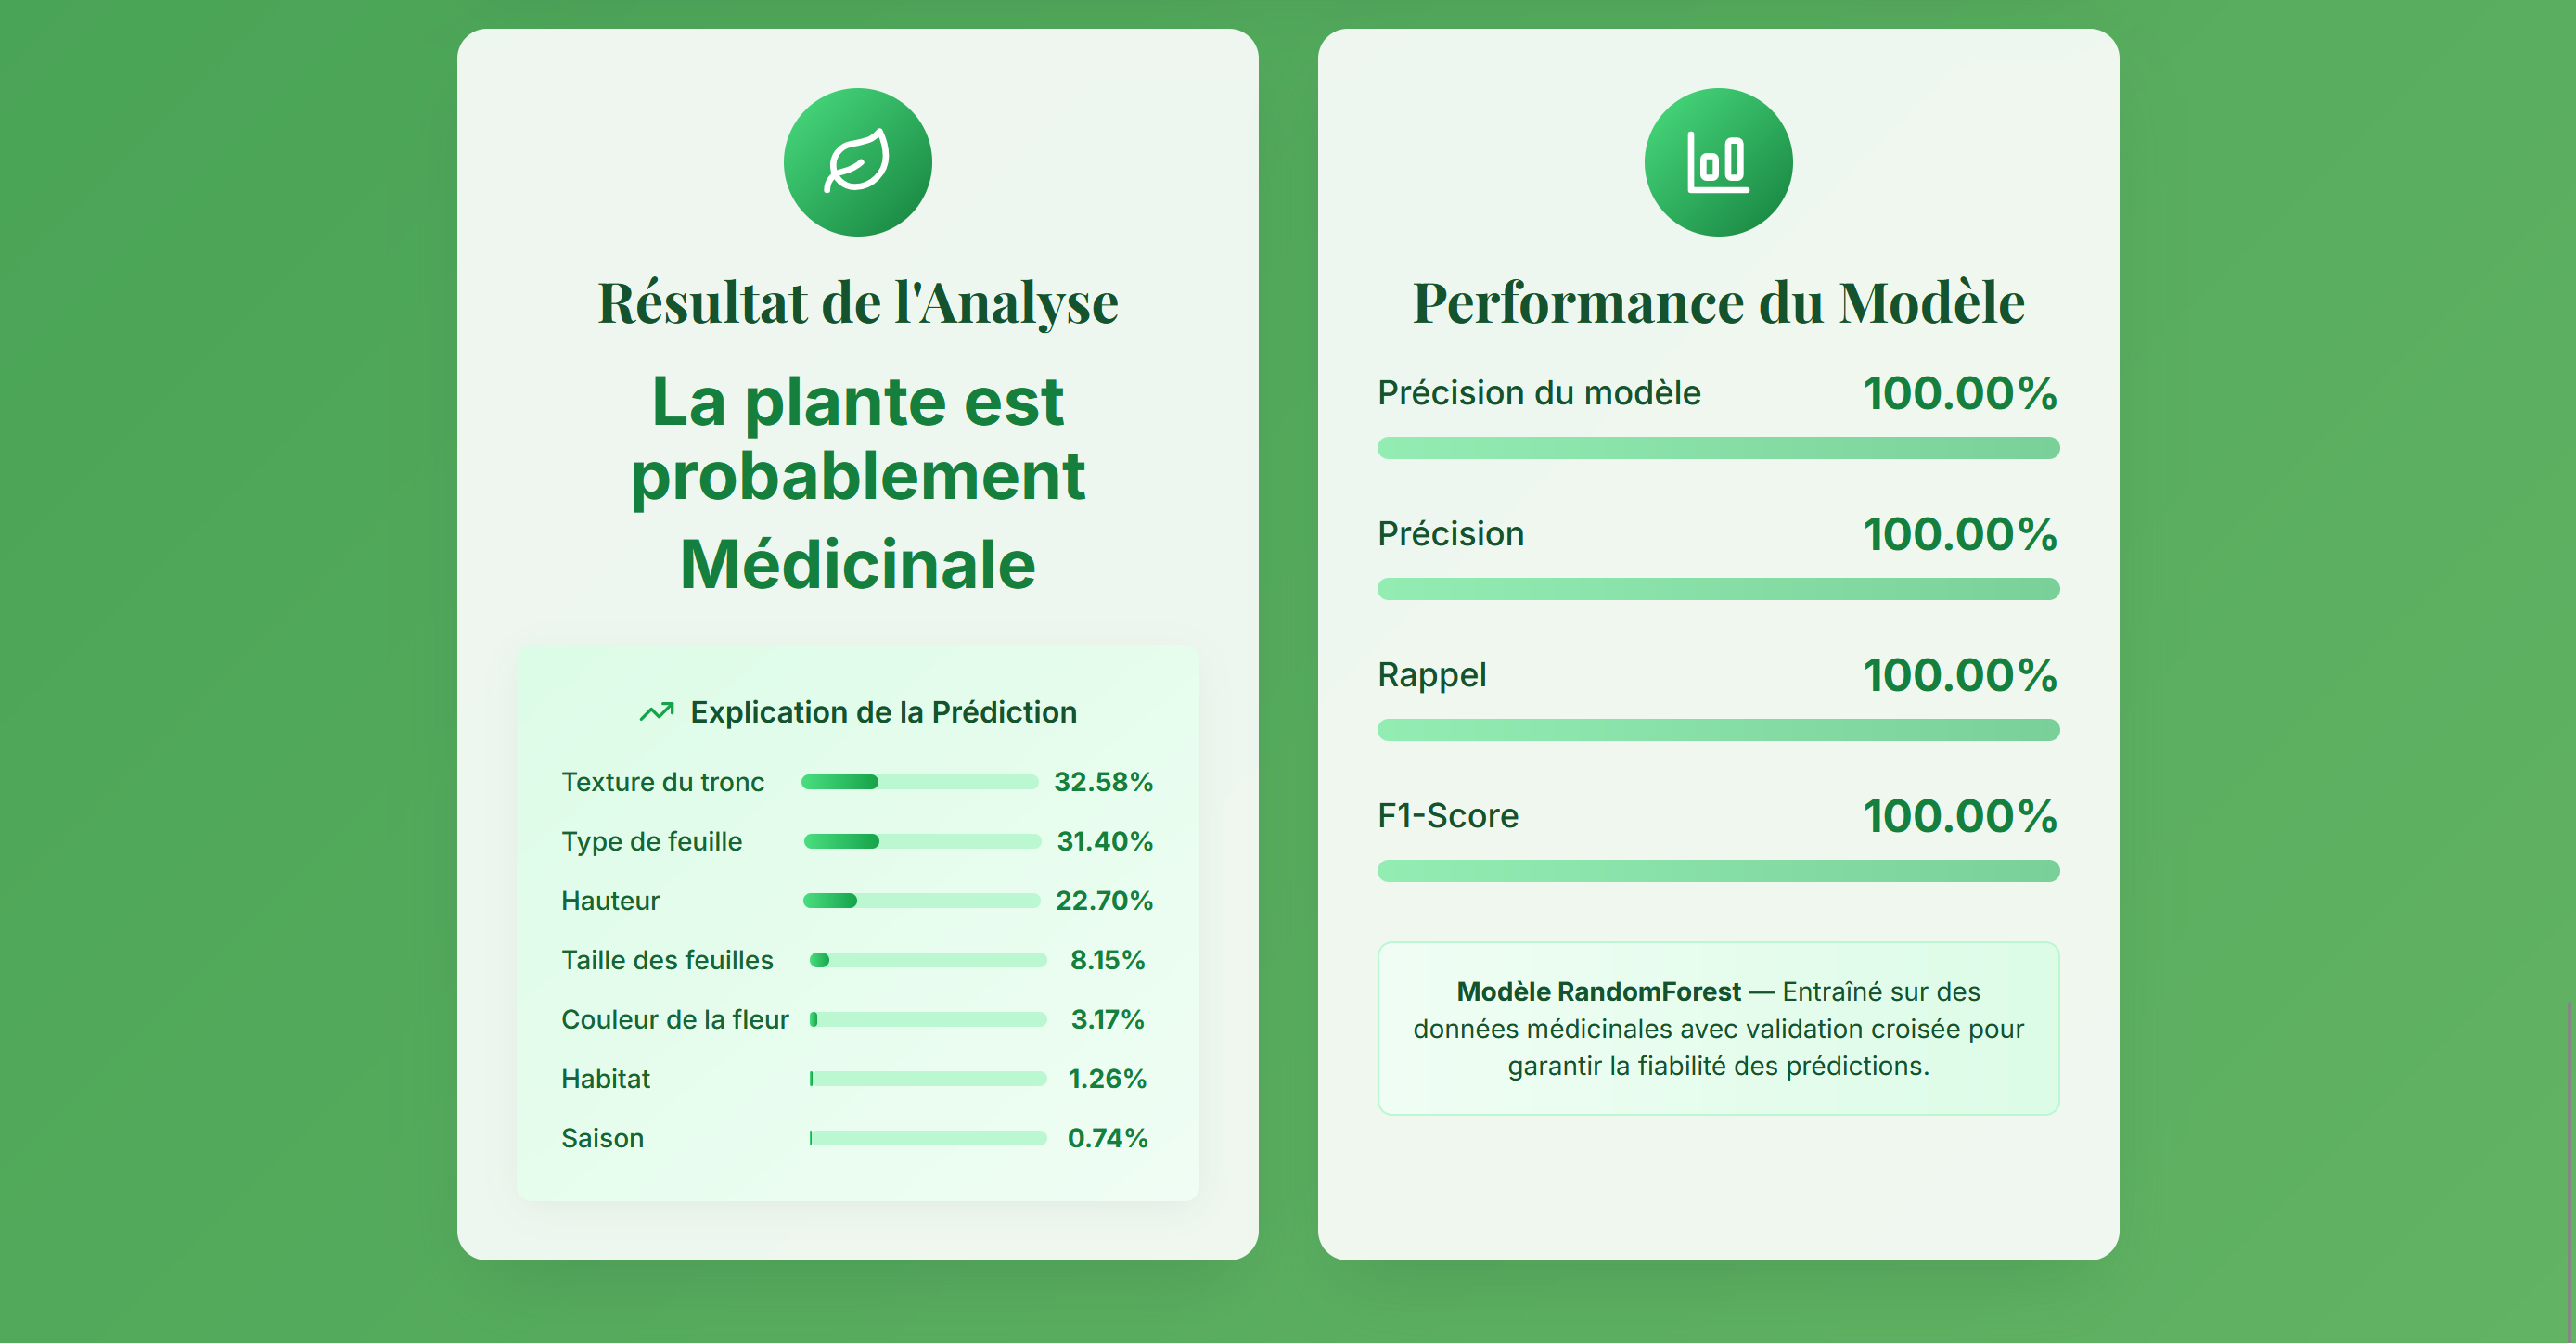 Résultat de l'Analyse
La plante est
probablement
Médicinale
Explication de la Prédiction
Texture du tronc 32.58%
Type de feuille 31.40%
Hauteur 22.70%
Taille des feuilles 8.15%
Couleur de la fleur 3.17%
Habitat 1.26%
Saison 0.74%
Performance du Modèle
Précision du modèle 100.00%
Précision 100.00%
Rappel 100.00%
F1-Score 100.00%
Modèle RandomForest — Entraîné sur des
données médicinales avec validation croisée pour
garantir la fiabilité des prédictions.